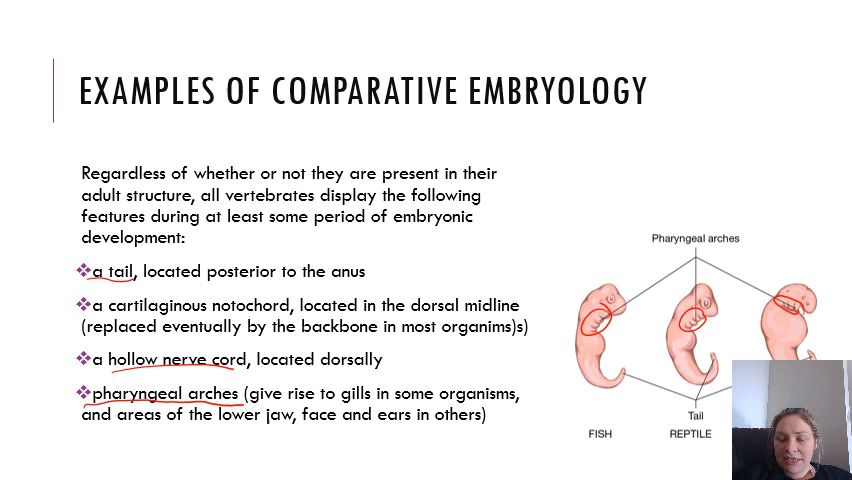 EXAMPLES OF COMPARATIVE EMBRYOLOGY
Regardless of whether or not they are present in their
adult structure, all vertebrates display the following
features during at least some period of embryonic
development:
❖a tail, located posterior to the anus
❖a cartilaginous notochord, located in the dorsal midline
(replaced eventually by the backbone in most organims)s)
❖a hollow nerve cord, located dorsally
❖pharyngeal arches (give rise to gills in some organisms,
and areas of the lower jaw, face and ears in others)
Pharyngeal arches
Tail
FISH
REPTILE